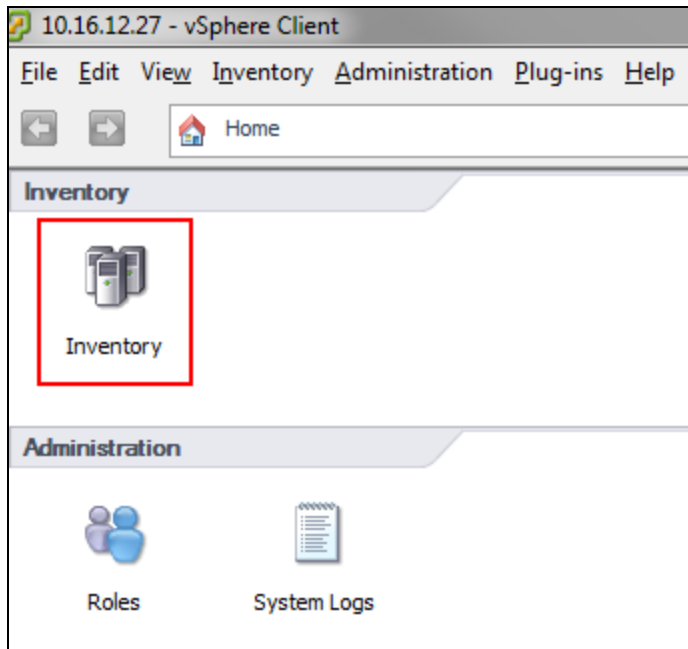 10.16.12.27 - vSphere Client
File Edit View Inventory Administration Plug-ins Help
Home
Inventory
Inventory
Administration
Roles System Logs